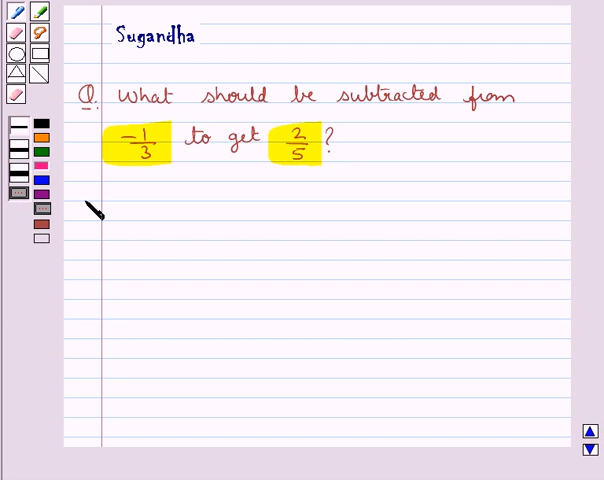 Sugandha
Q. What should be subtracted from
-1/3 to get 2/5 ?